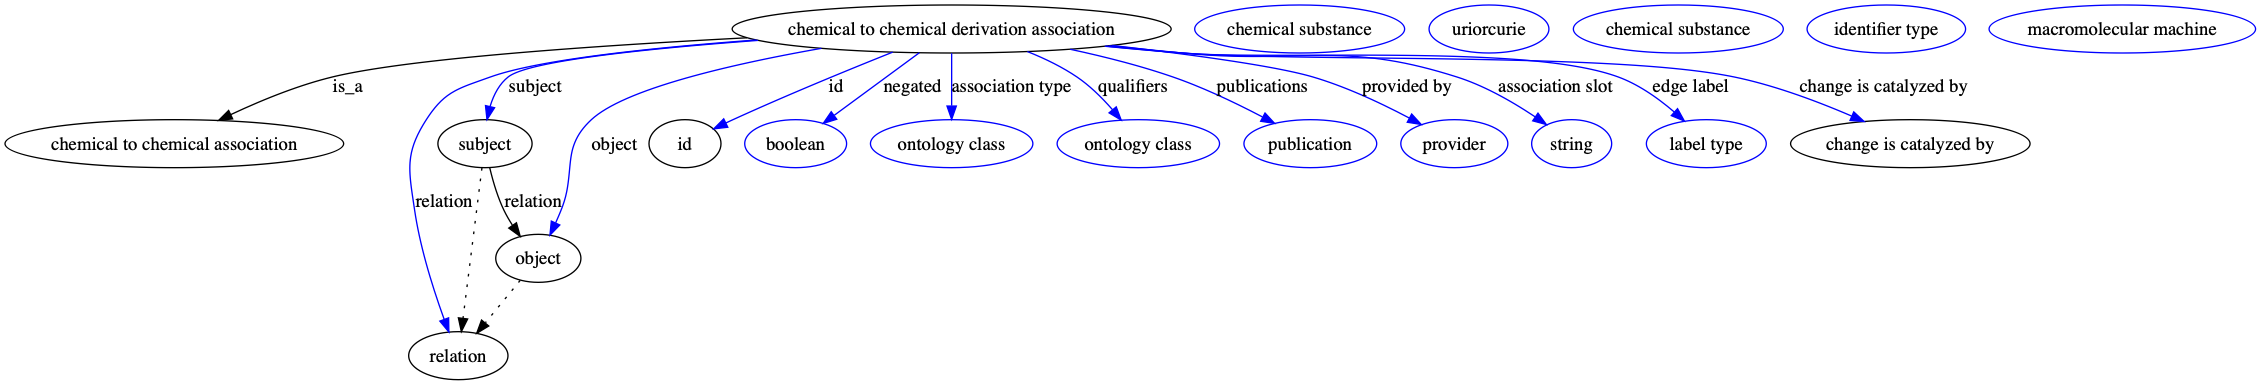 chemical to chemical derivation association
chemical substance
uriorcurie
chemical substance
identifier type
macromolecular machine
is_a
subject
object
id
negated
association type
qualifiers
publications
provided by
association slot
edge label
change is catalyzed by
chemical to chemical association
subject
id
boolean
ontology class
ontology class
publication
provider
string
label type
change is catalyzed by
relation
relation
object
relation